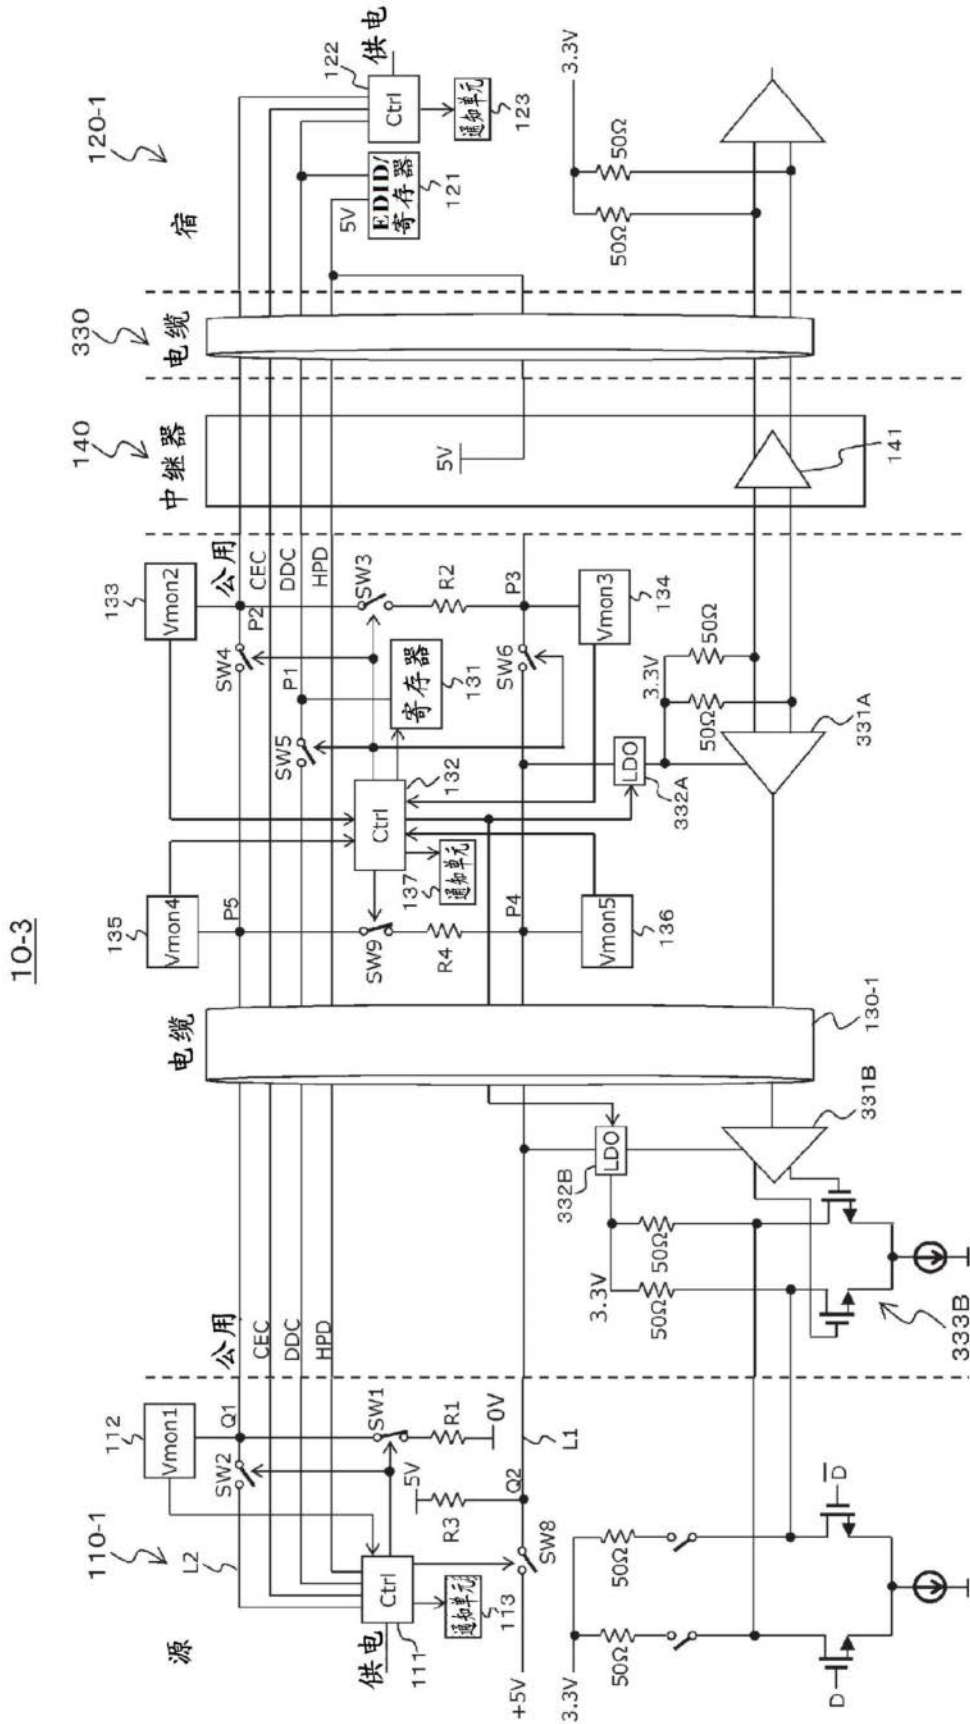 10-3
源
110-1
电缆
中继器
140
电缆
330
宿
120-1
112
Vmon1
135
Vmon4
133
Vmon2
L2
SW2
Q1
公用
P5
SW4
P2
公用
CEC
DDC
HPD
CEC
DDC
HPD
供电
Ctrl
111
通知单元
113
SW1
R1
0V
5V
R3
Q2
L1
SW8
+5V
SW5
P1
SW3
R2
P3
寄存器
131
Ctrl
132
137
通知单元
SW9
R4
P4
SW6
Vmon5
136
Vmon3
134
5V
5V
EDID/
寄存器
121
Ctrl
122
供电
通知单元
123
LDO
332B
LDO
332A
3.3V
50Ω
50Ω
3.3V
50Ω
50Ω
3.3V
50Ω
50Ω
3.3V
50Ω
50Ω
331B
130-1
331A
141
333B
D
D